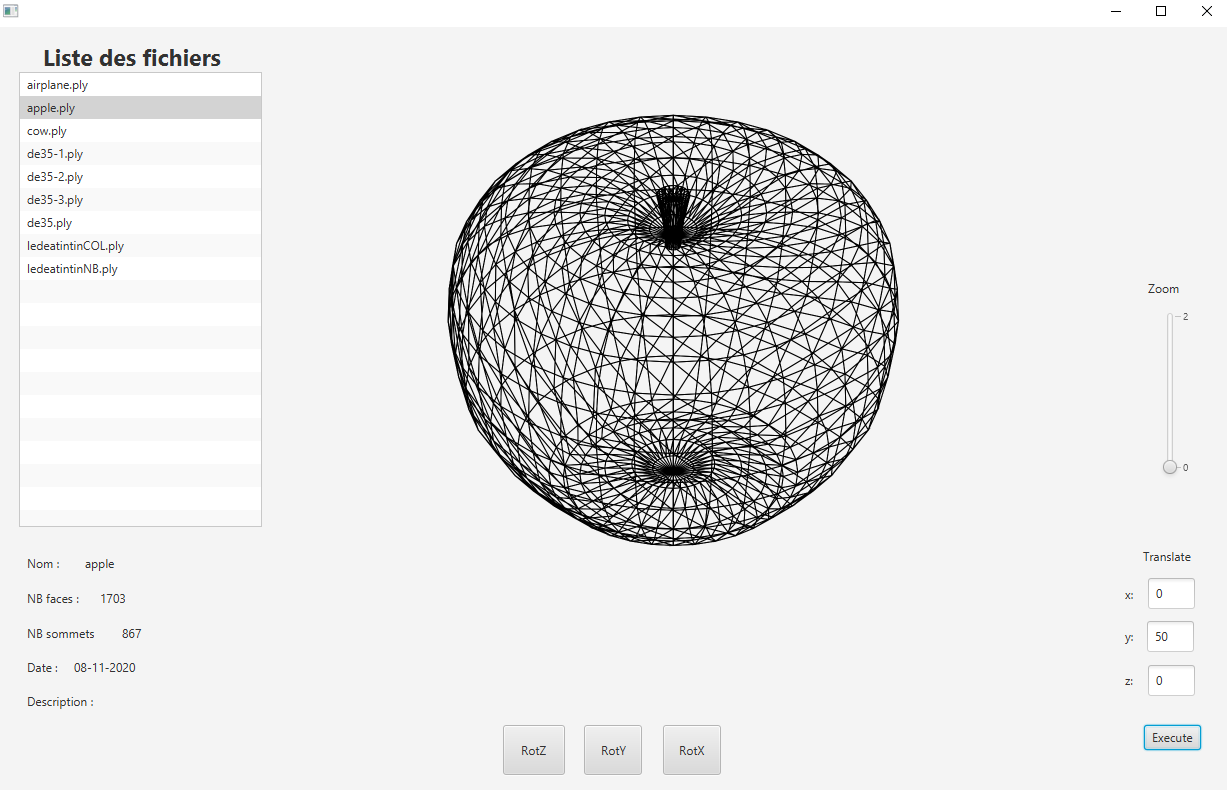 Liste des fichiers
airplane.ply
apple.ply
cow.ply
de35-1.ply
de35-2.ply
de35-3.ply
de35.ply
ledeatintinCOL.ply
ledeatintinNB.ply
Nom : apple
NB faces : 1703
NB sommets 867
Date : 08-11-2020
Description :
RotZ RotY RotX
Zoom
2
0
Translate
x: 0
y: 50
z: 0
Execute